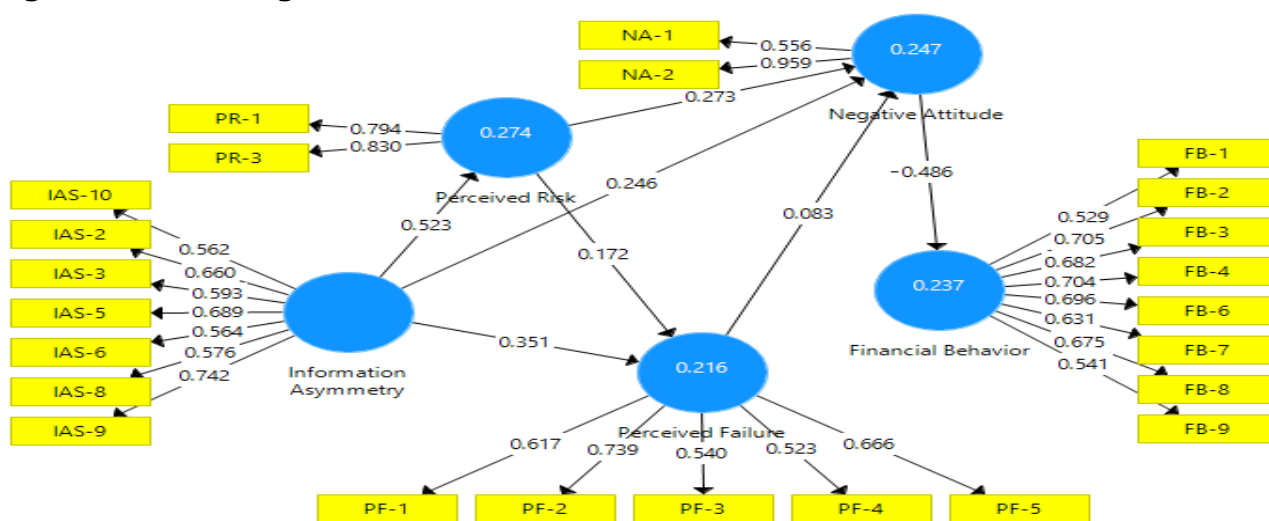 NA-1
NA-2
0.556
0.959
0.247
Negative Attitude
0.273
PR-1
PR-3
0.794
0.830
0.274
Perceived Risk
IAS-10
IAS-2
IAS-3
IAS-5
IAS-6
IAS-8
IAS-9
0.562
0.660
0.593
0.689
0.564
0.576
0.742
Information
Asymmetry
0.523
0.246
0.172
0.351
0.083
-0.486
0.216
Perceived Failure
0.617
0.739
0.540
0.523
0.666
PF-1
PF-2
PF-3
PF-4
PF-5
0.237
Financial Behavior
0.529
0.705
0.682
0.704
0.696
0.631
0.675
0.541
FB-1
FB-2
FB-3
FB-4
FB-6
FB-7
FB-8
FB-9